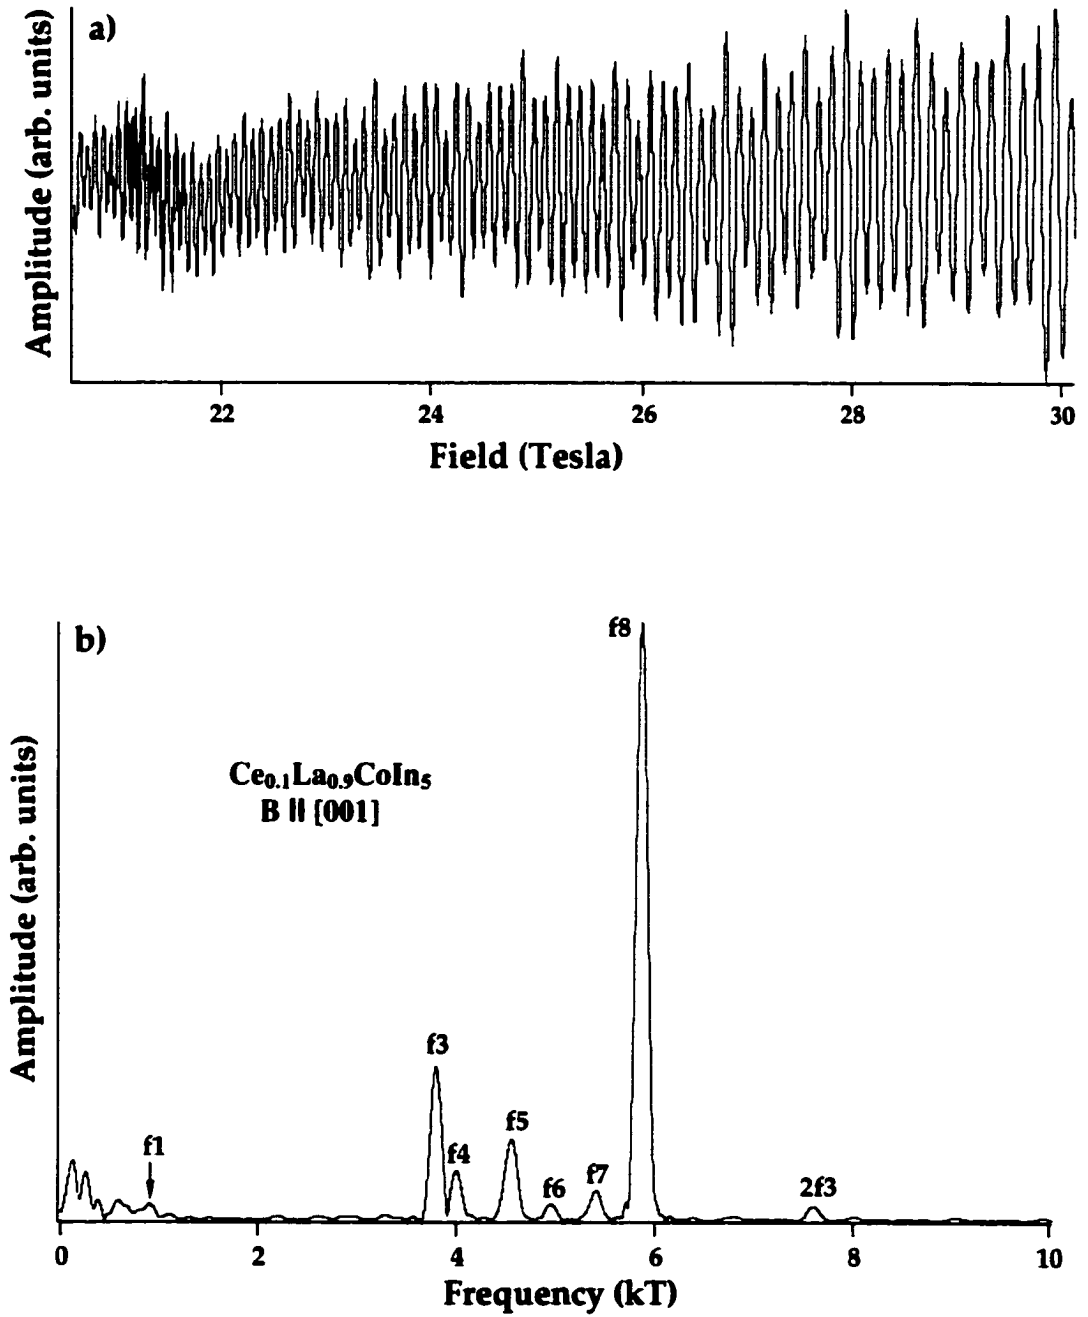 a)
Amplitude (arb. units)
22 24 26 28 30
Field (Tesla)
b)
f8
Ce0.1La0.9CoIn5
B || [001]
Amplitude (arb. units)
f3
f5
f1
f4
f7
f6
2f3
0 2 4 6 8 10
Frequency (kT)